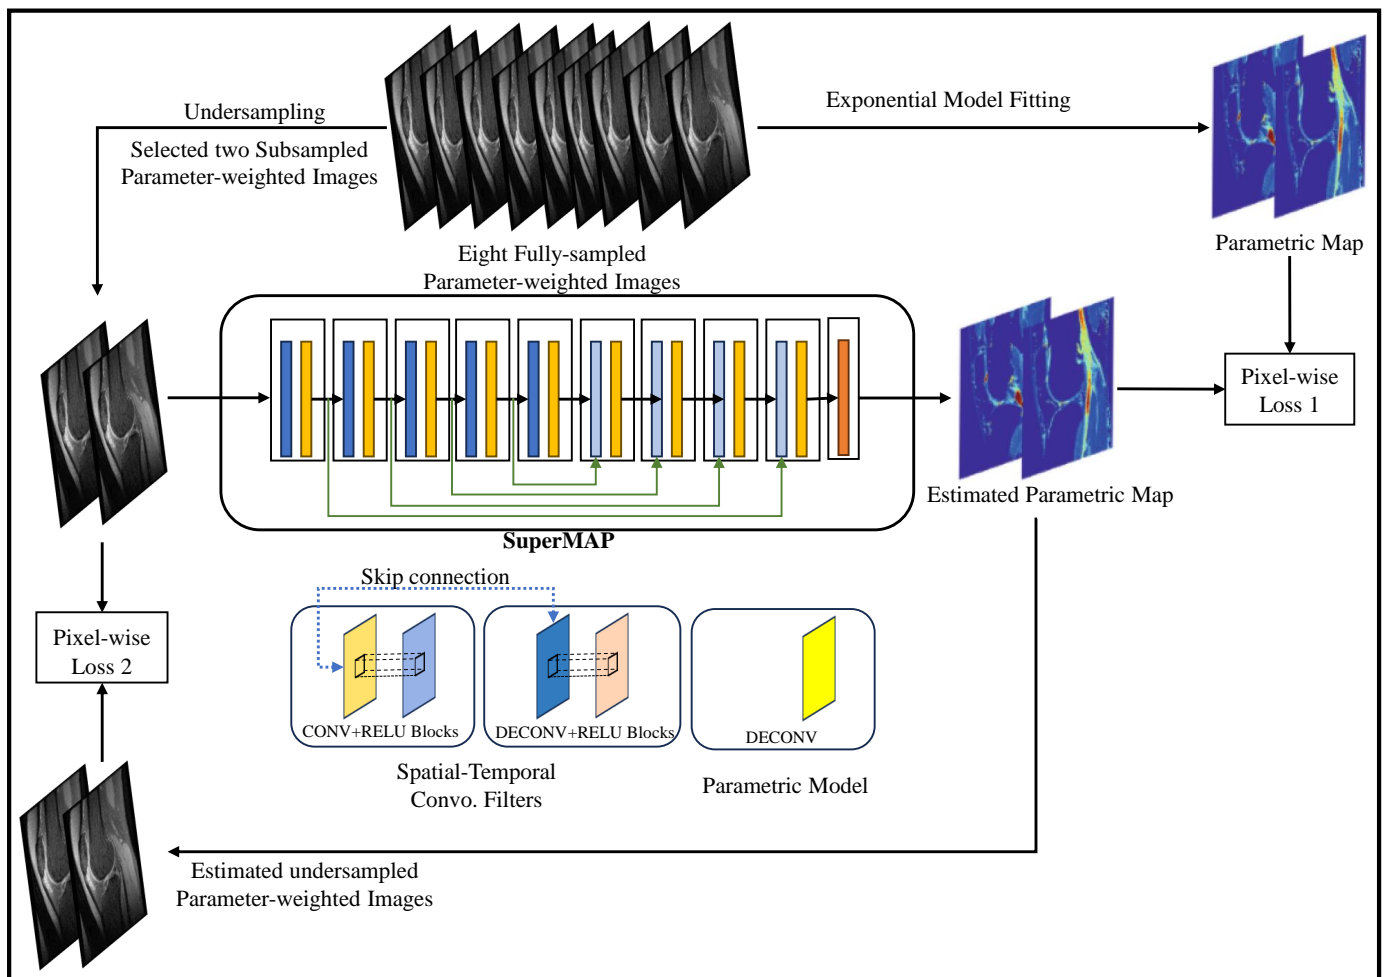 Undersampling
Selected two Subsampled
Parameter-weighted Images
Exponential Model Fitting
Eight Fully-sampled
Parameter-weighted Images
Parametric Map
Pixel-wise
Loss 1
Estimated Parametric Map
SuperMAP
Skip connection
Pixel-wise
Loss 2
CONV+RELU Blocks
DECONV+RELU Blocks
DECONV
Spatial-Temporal
Convo. Filters
Parametric Model
Estimated undersampled
Parameter-weighted Images